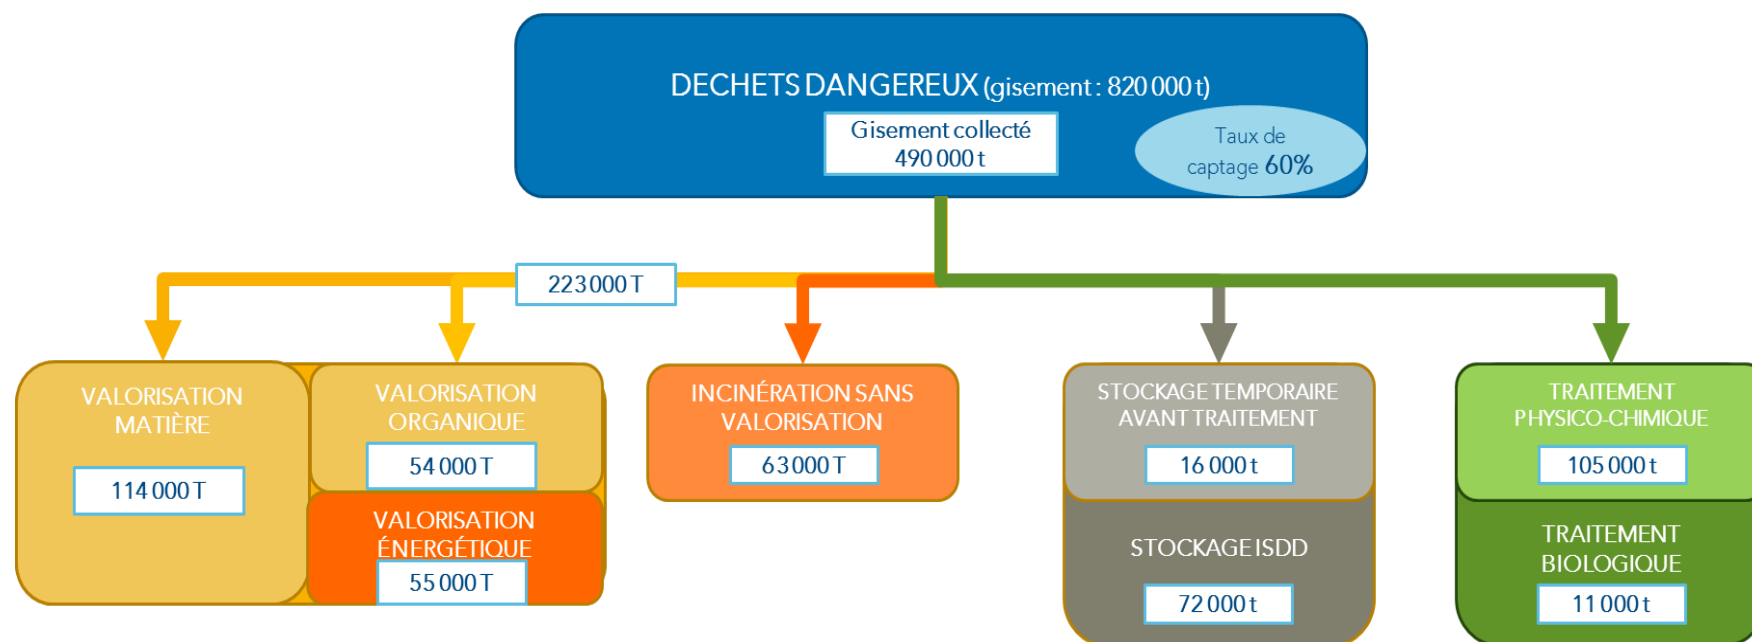 DECHETS DANGEREUX (gisement : 820 000 t)
Gisement collecté
490 000 t
Taux de
captage 60%
223 000 T
VALORISATION
MATIÈRE
114 000 T
VALORISATION
ORGANIQUE
54 000 T
VALORISATION
ÉNERGÉTIQUE
55 000 T
INCINÉRATION SANS
VALORISATION
63 000 T
STOCKAGE TEMPORAIRE
AVANT TRAITEMENT
16 000 t
STOCKAGE ISDD
72 000 t
TRAITEMENT
PHYSICO-CHIMIQUE
105 000 t
TRAITEMENT
BIOLOGIQUE
11 000 t